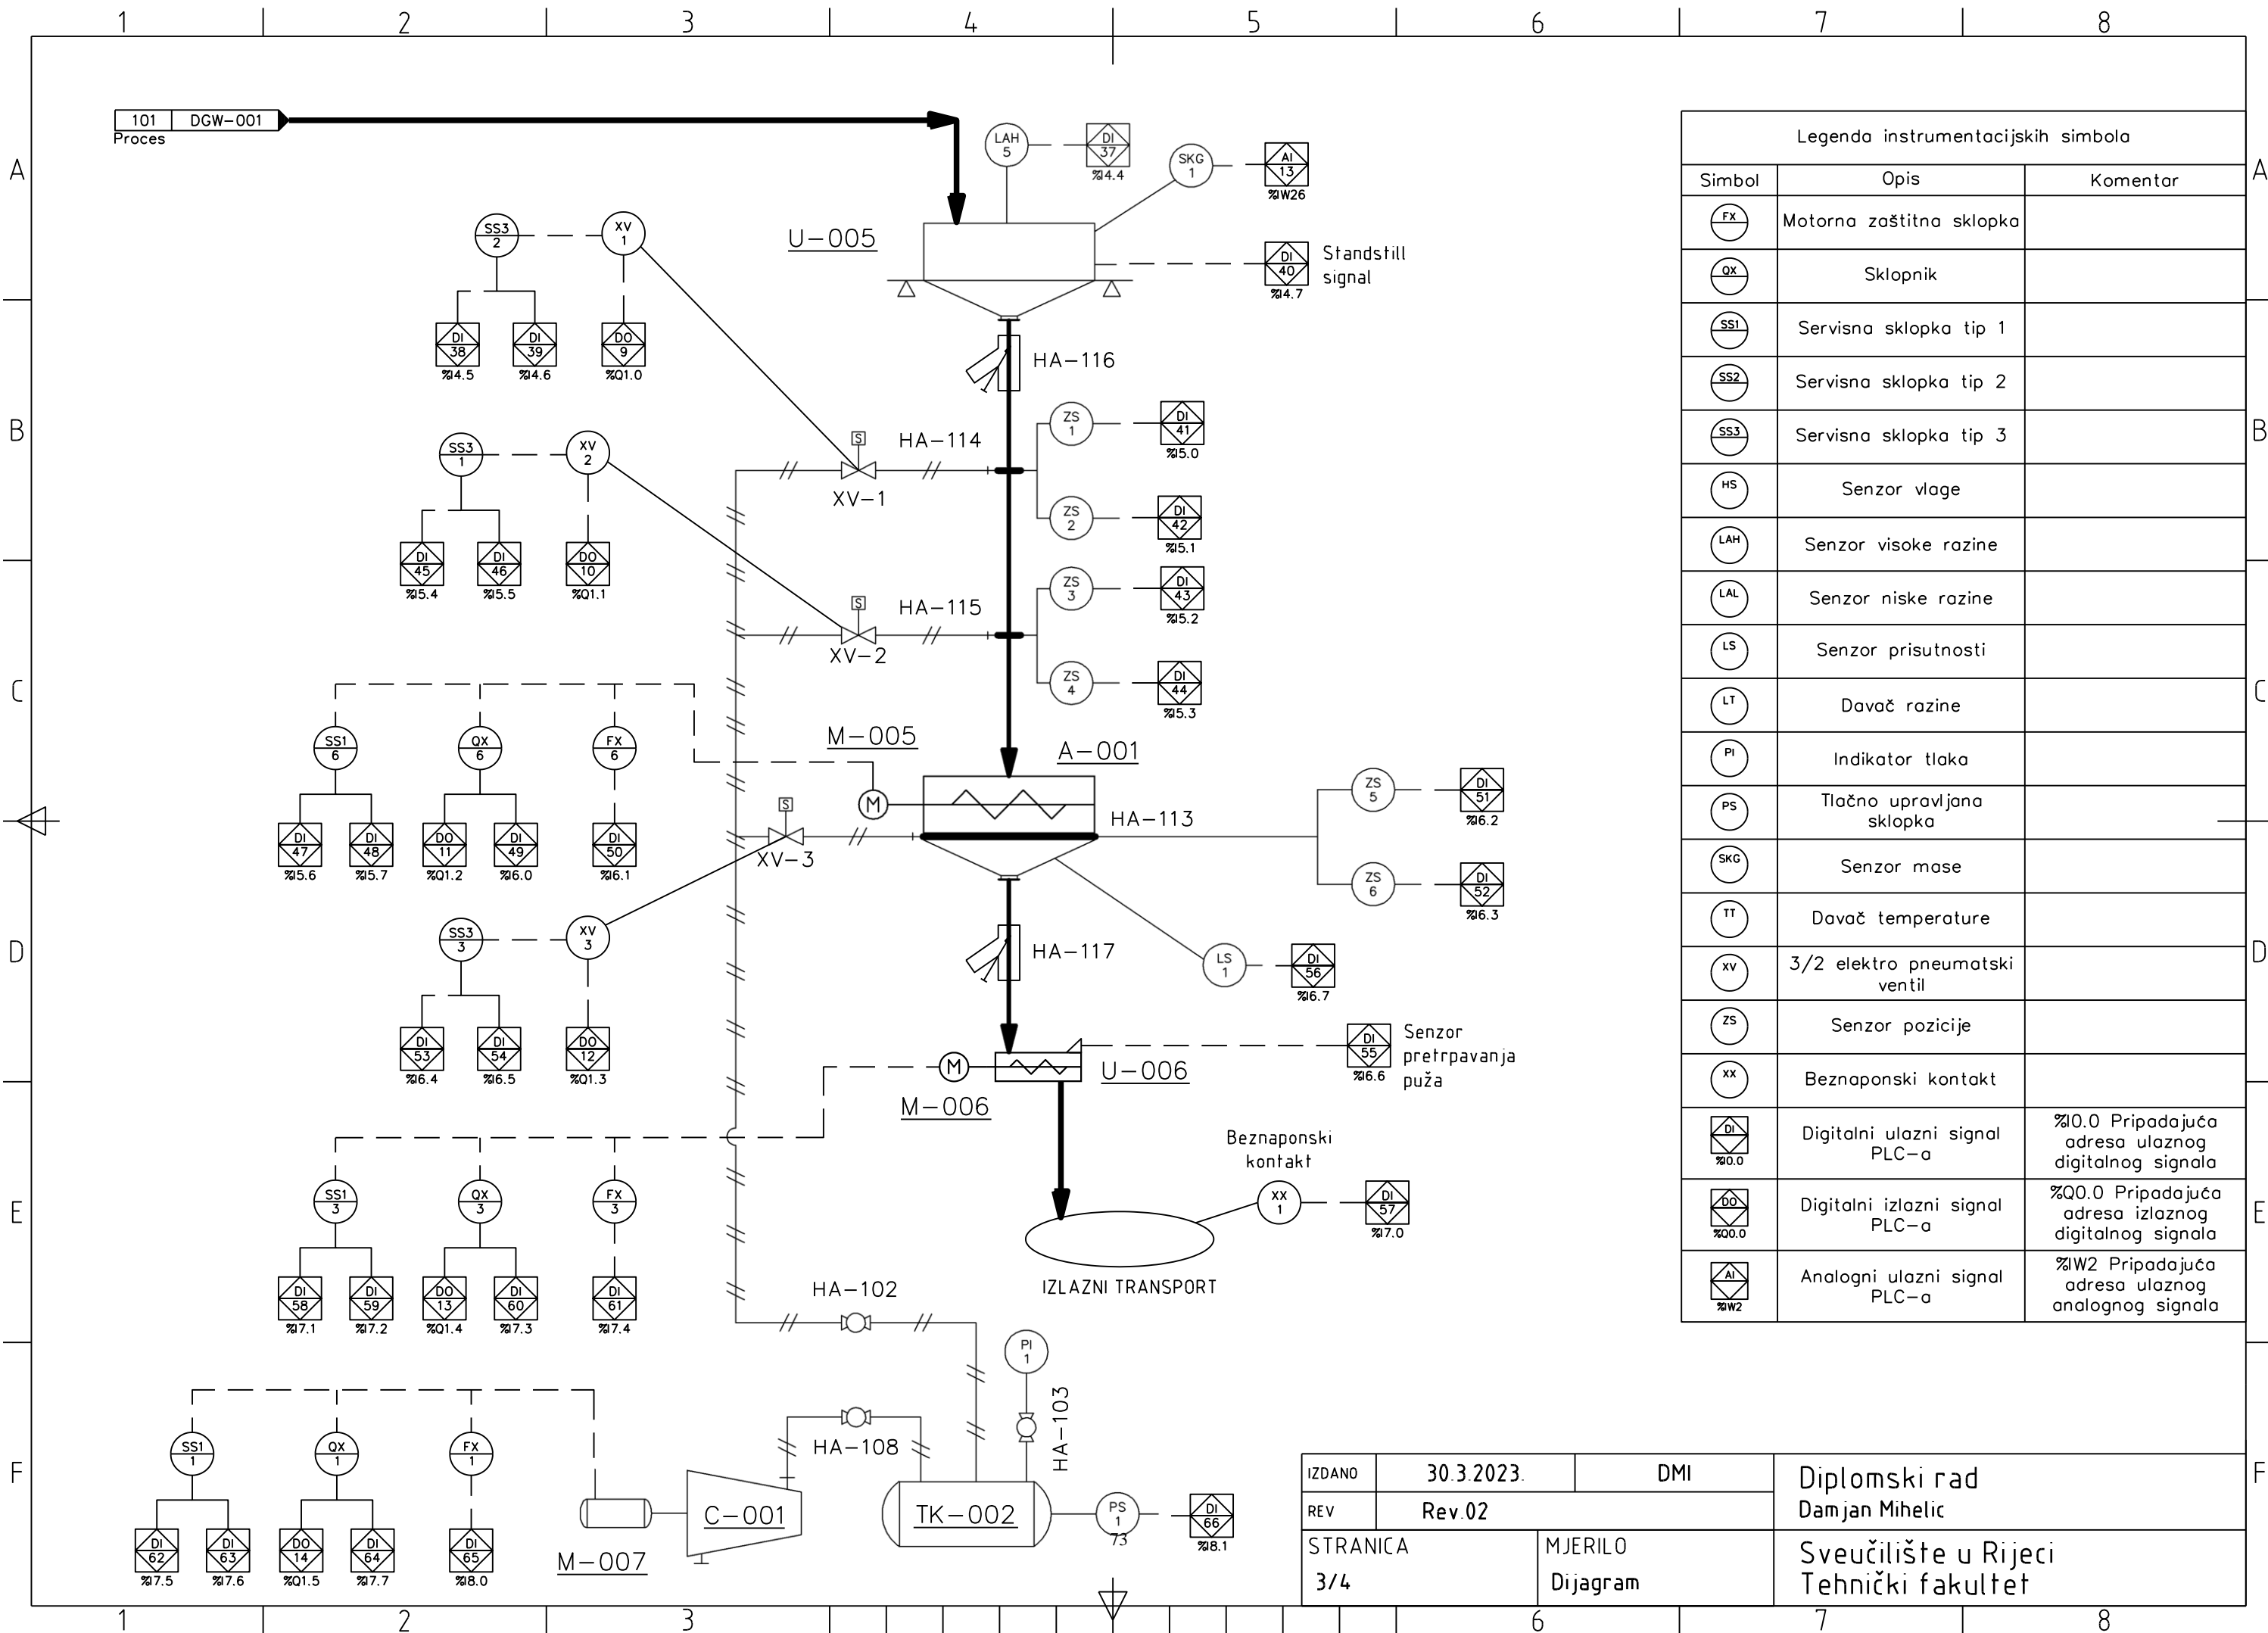 1 2 3 4 5 6 7 8
A
B
C
D
E
F
101 DGW-001
Proces
LAH
5
DI
37
%I4.4
SKG
1
AI
13
%IW26
U-005
DI
40
%I4.7
Standstill
signal
SS3
2
XV
1
DI
38
%I4.5
DI
39
%I4.6
DO
9
%Q1.0
HA-116
HA-114
XV-1
ZS
1
DI
41
%I5.0
ZS
2
DI
42
%I5.1
SS3
1
XV
2
DI
45
%I5.4
DI
46
%I5.5
DO
10
%Q1.1
HA-115
XV-2
ZS
3
DI
43
%I5.2
ZS
4
DI
44
%I5.3
SS1
6
QX
6
FX
6
DI
47
%I5.6
DI
48
%I5.7
DO
11
%Q1.2
DI
49
%I6.0
DI
50
%I6.1
M-005
A-001
M
HA-113
XV-3
S
S
S
ZS
5
DI
51
%I6.2
ZS
6
DI
52
%I6.3
SS3
3
XV
3
DI
53
%I6.4
DI
54
%I6.5
DO
12
%Q1.3
HA-117
LS
1
DI
56
%I6.7
DI
55
%I6.6
Senzor
pretrpavanja
puža
M
U-006
M-006
SS1
3
QX
3
FX
3
DI
58
%I7.1
DI
59
%I7.2
DO
13
%Q1.4
DI
60
%I7.3
DI
61
%I7.4
Beznaponski
kontakt
XX
1
DI
57
%I7.0
IZLAZNI TRANSPORT
HA-102
PI
1
HA-103
HA-108
SS1
1
QX
1
FX
1
DI
62
%I7.5
DI
63
%I7.6
DO
14
%Q1.5
DI
64
%I7.7
DI
65
%I8.0
M-007
C-001
TK-002
PS
1
73
DI
66
%I8.1
Legenda instrumentacijskih simbola
Simbol Opis Komentar
FX Motorna zaštitna sklopka
QX Sklopnik
SS1 Servisna sklopka tip 1
SS2 Servisna sklopka tip 2
SS3 Servisna sklopka tip 3
HS Senzor vlage
LAH Senzor visoke razine
LAL Senzor niske razine
LS Senzor prisutnosti
LT Davač razine
PI Indikator tlaka
PS Tlačno upravljana
sklopka
SKG Senzor mase
TT Davač temperature
XV 3/2 elektro pneumatski
ventil
ZS Senzor pozicije
XX Beznaponski kontakt
DI
%I0.0
Digitalni ulazni signal
PLC-a
%I0.0 Pripadajuća
adresa ulaznog
digitalnog signala
DO
%Q0.0
Digitalni izlazni signal
PLC-a
%Q0.0 Pripadajuća
adresa izlaznog
digitalnog signala
AI
%IW2
Analogni ulazni signal
PLC-a
%IW2 Pripadajuća
adresa ulaznog
analognog signala
IZDANO 30.3.2023. DMI
REV Rev.02
STRANICA
3/4
MJERILO
Dijagram
Diplomski rad
Damjan Mihelic
Sveučilište u Rijeci
Tehnički fakultet
A
B
C
D
E
F
1 2 3 6 7 8